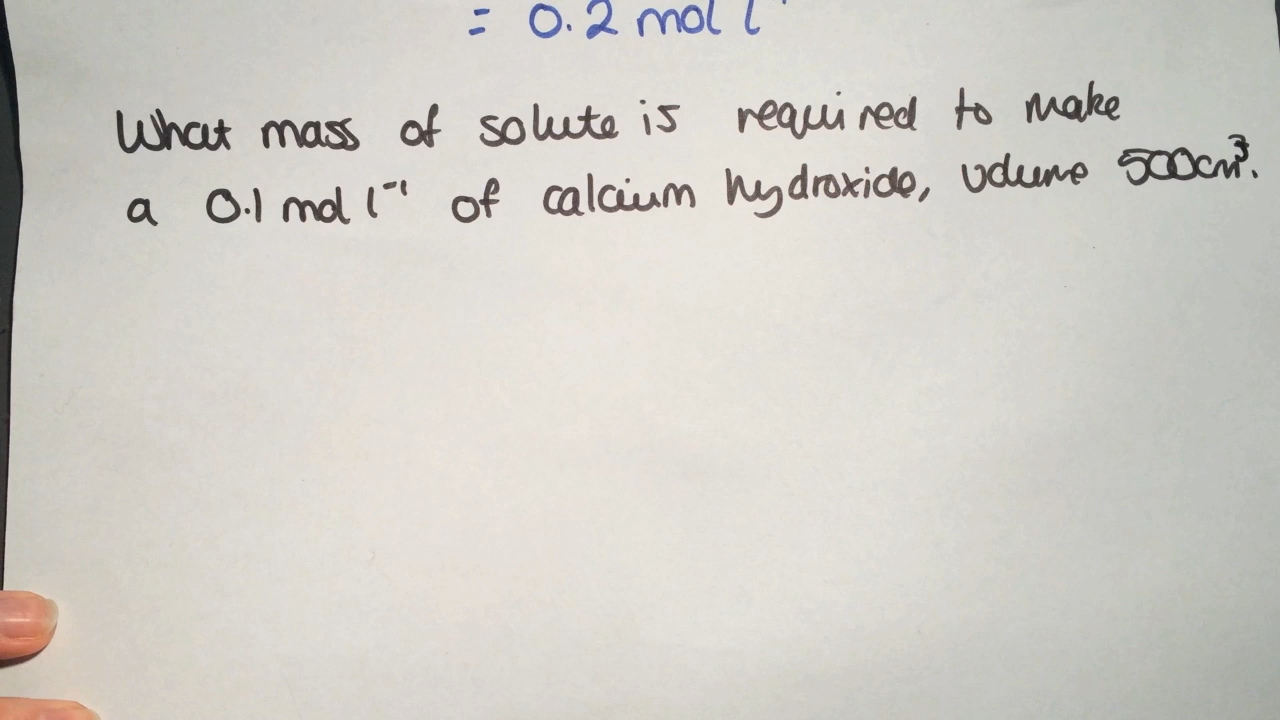 = 0.2 mol l⁻¹
What mass of solute is required to make
a 0.1 mol l⁻¹ of calcium hydroxide, volume 500cm³.